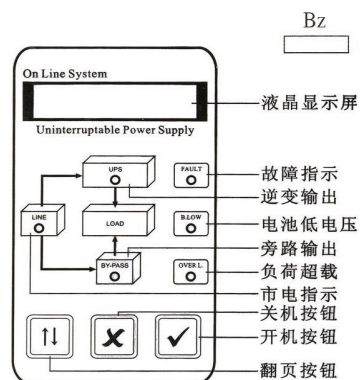 Bz
On Line System
液晶显示屏
Uninterruptable Power Supply
UPS
FAULT
故障指示
逆变输出
LINE
LOAD
B.LOW
电池低电压
旁路输出
BY-PASS
OVER L.
负荷超载
市电指示
关机按钮
开机按钮
翻页按钮